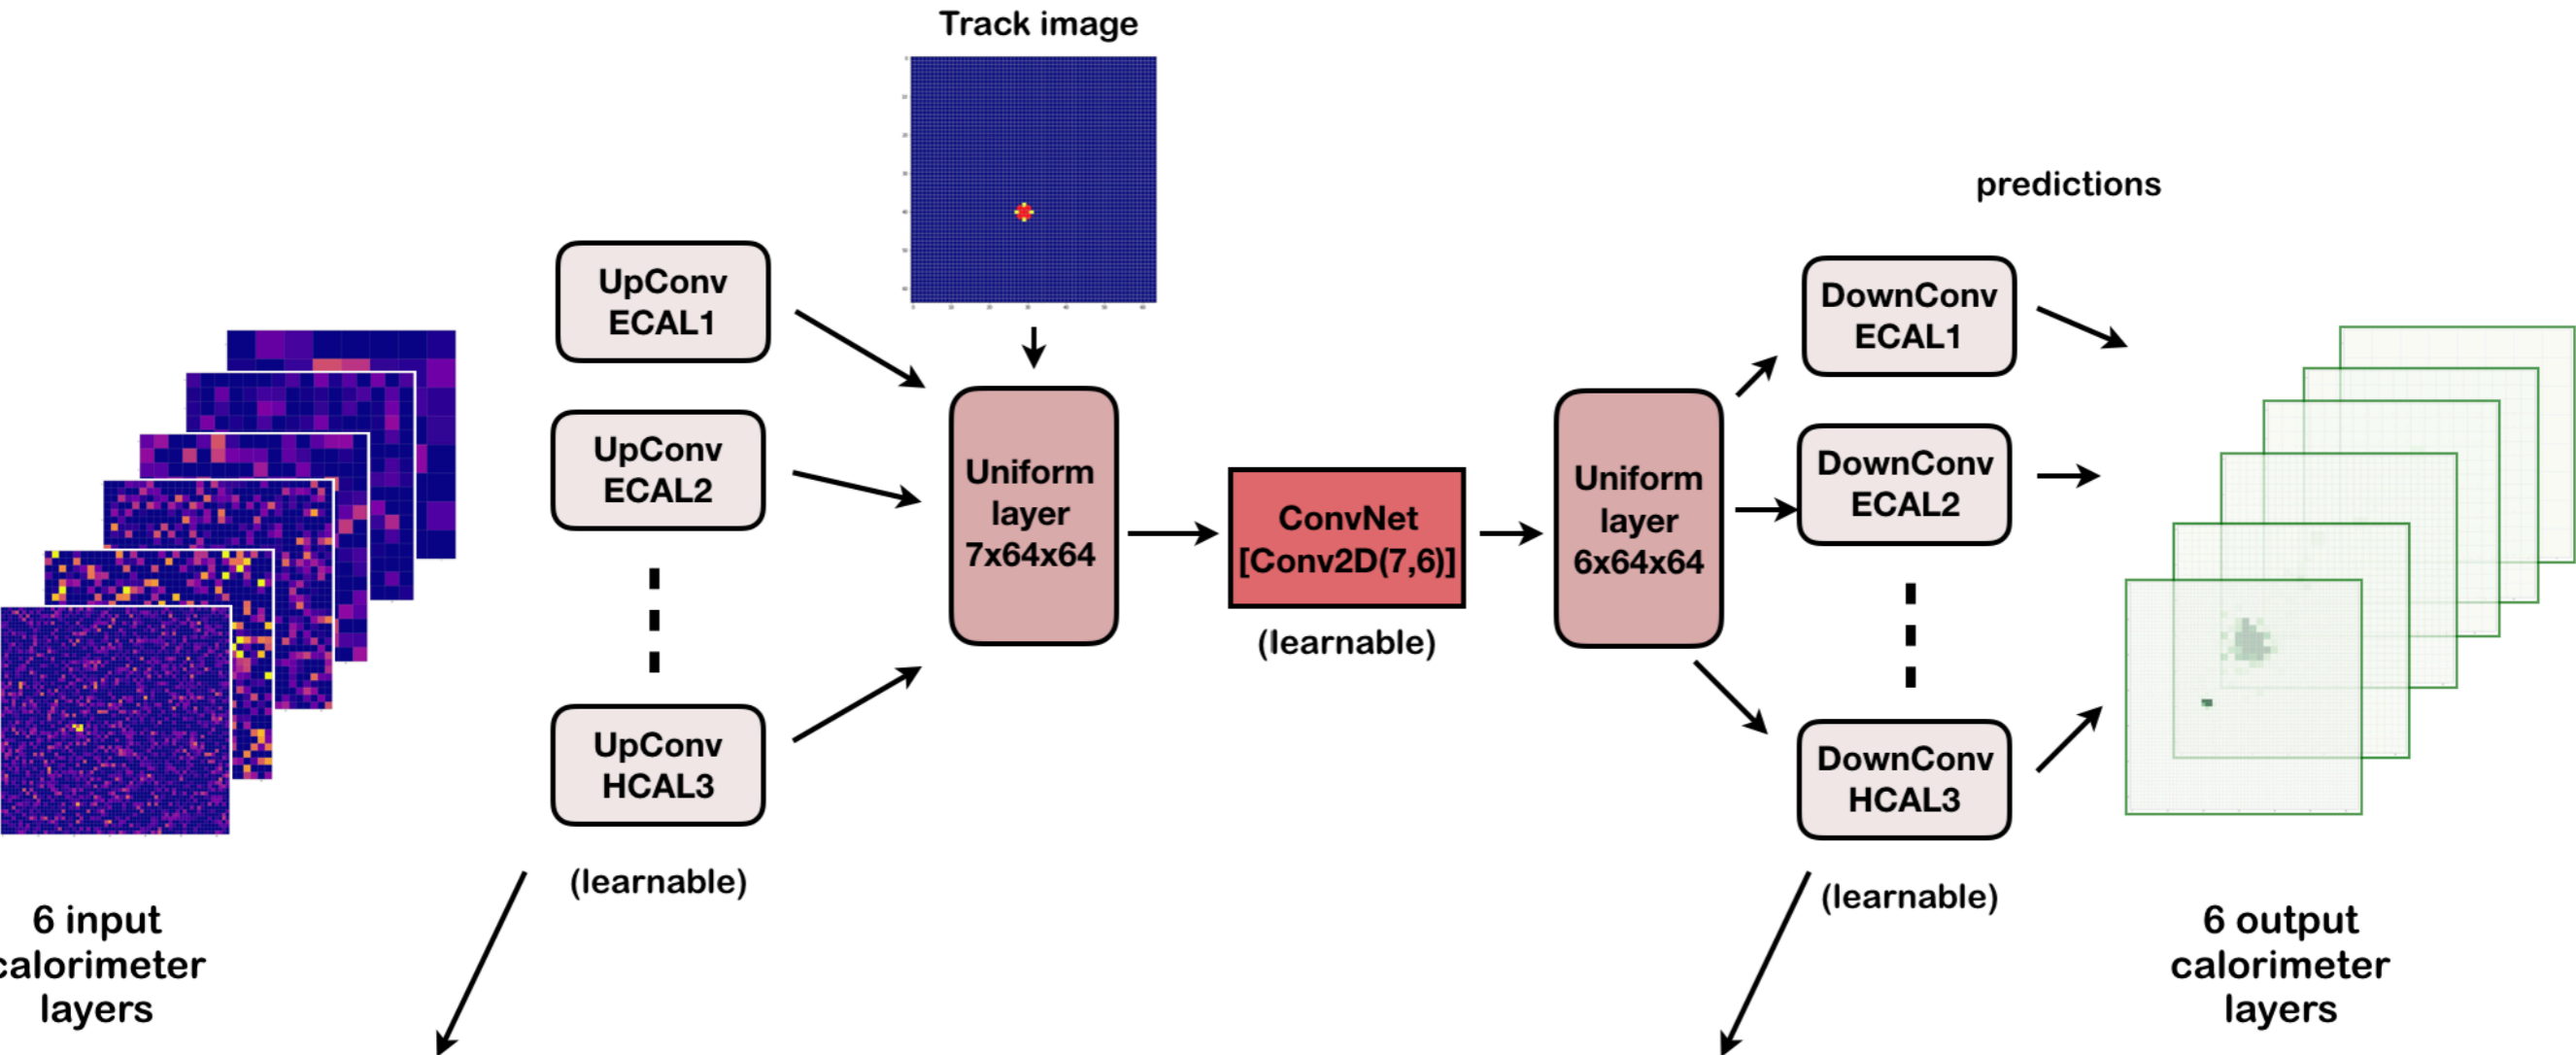 Track image
predictions
UpConv
ECAL1
UpConv
ECAL2
UpConv
HCAL3
(learnable)
6 input
calorimeter
layers
Uniform
layer
7x64x64
ConvNet
[Conv2D(7,6)]
(learnable)
Uniform
layer
6x64x64
DownConv
ECAL1
DownConv
ECAL2
DownConv
HCAL3
(learnable)
6 output
calorimeter
layers